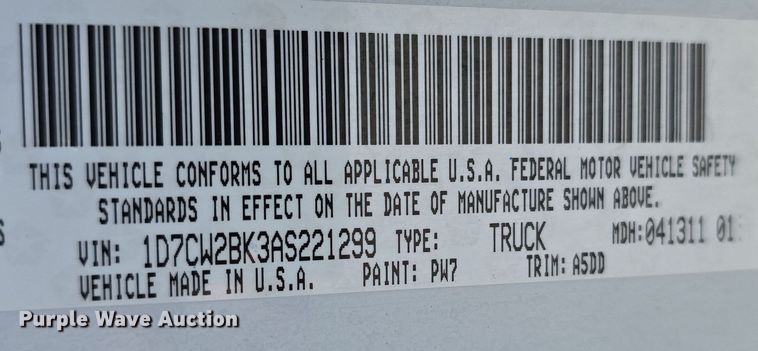 THIS VEHICLE CONFORMS TO ALL APPLICABLE U.S.A. FEDERAL MOTOR VEHICLE SAFETY
STANDARDS IN EFFECT ON THE DATE OF MANUFACTURE SHOWN ABOVE.
VIN: 1D7CW2BK3AS221299 TYPE: TRUCK MDH: 041311 01
VEHICLE MADE IN U.S.A. PAINT: PW7 TRIM: A5DD
Purple Wave Auction